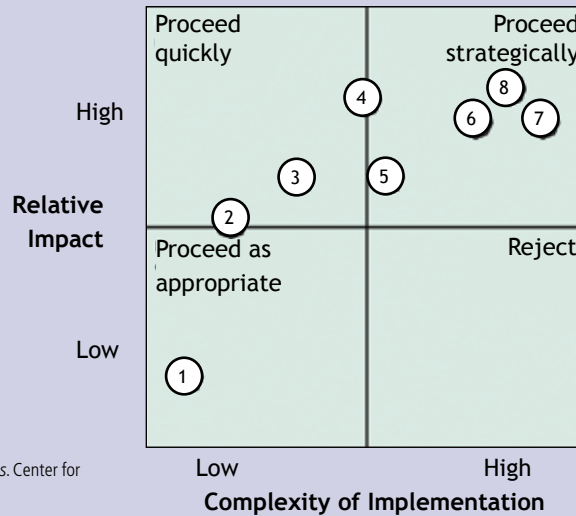 Proceed
quickly
Proceed
strategically
4
8
6
7
High
3
5
Relative
Impact
2
Proceed as
appropriate
Reject
Low
1
s. Center for
Low
High
Complexity of Implementation